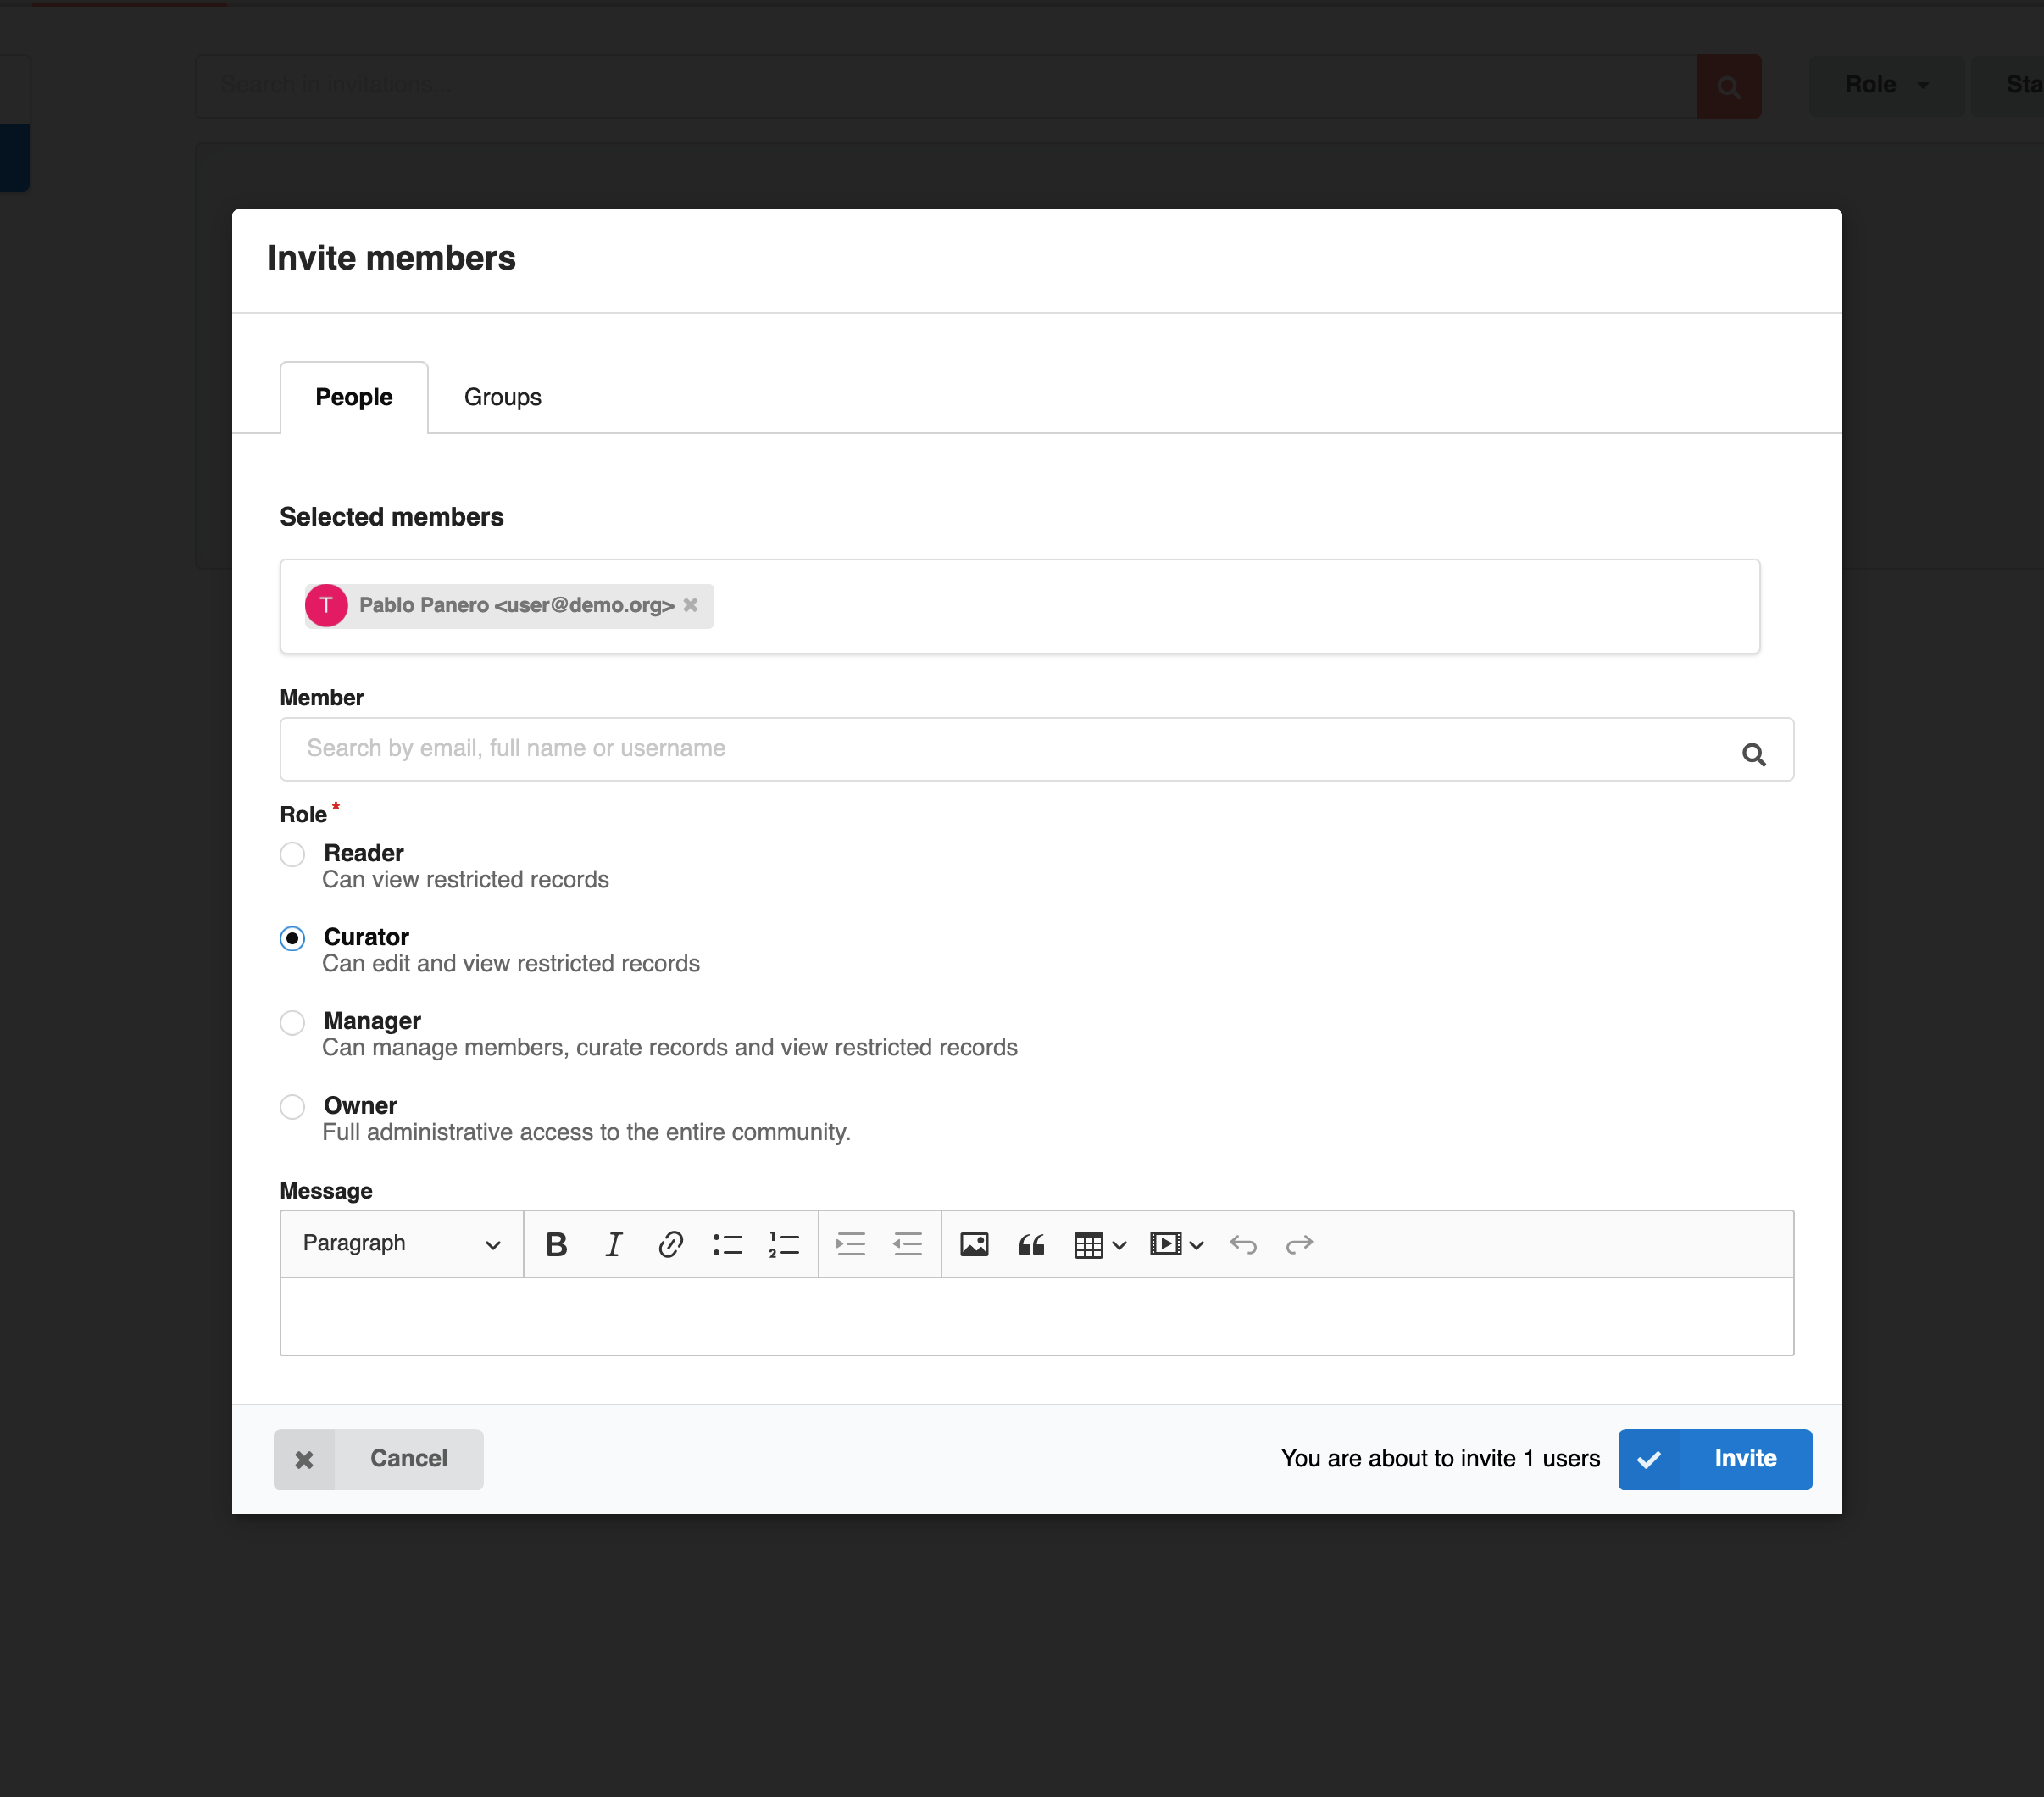 Search in invitations...
Role
Sta
Invite members
People
Groups
Selected members
T
Pablo Panero <user@demo.org>
Member
Search by email, full name or username
Role *
Reader
Can view restricted records
Curator
Can edit and view restricted records
Manager
Can manage members, curate records and view restricted records
Owner
Full administrative access to the entire community.
Message
Paragraph
Cancel
You are about to invite 1 users
Invite